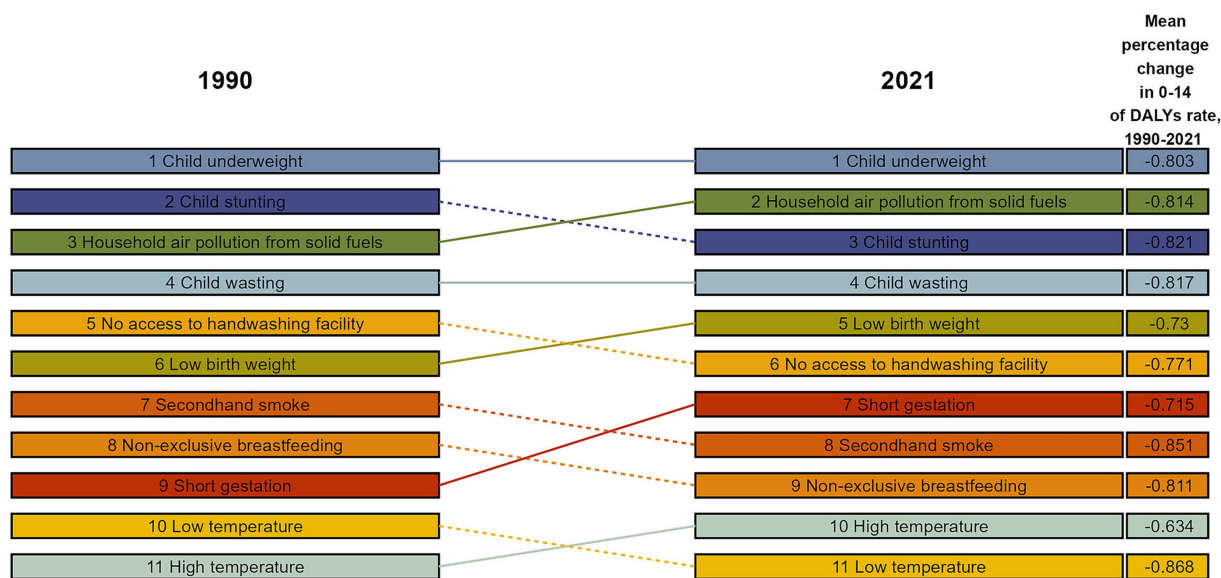 Mean
percentage
change
in 0-14
of DALYs rate,
1990-2021
1990
2021
1 Child underweight
1 Child underweight
-0.803
2 Child stunting
2 Household air pollution from solid fuels
-0.814
3 Household air pollution from solid fuels
3 Child stunting
-0.821
4 Child wasting
4 Child wasting
-0.817
5 No access to handwashing facility
5 Low birth weight
-0.73
6 Low birth weight
6 No access to handwashing facility
-0.771
7 Secondhand smoke
7 Short gestation
-0.715
8 Non-exclusive breastfeeding
8 Secondhand smoke
-0.851
9 Short gestation
9 Non-exclusive breastfeeding
-0.811
10 Low temperature
10 High temperature
-0.634
11 High temperature
11 Low temperature
-0.868